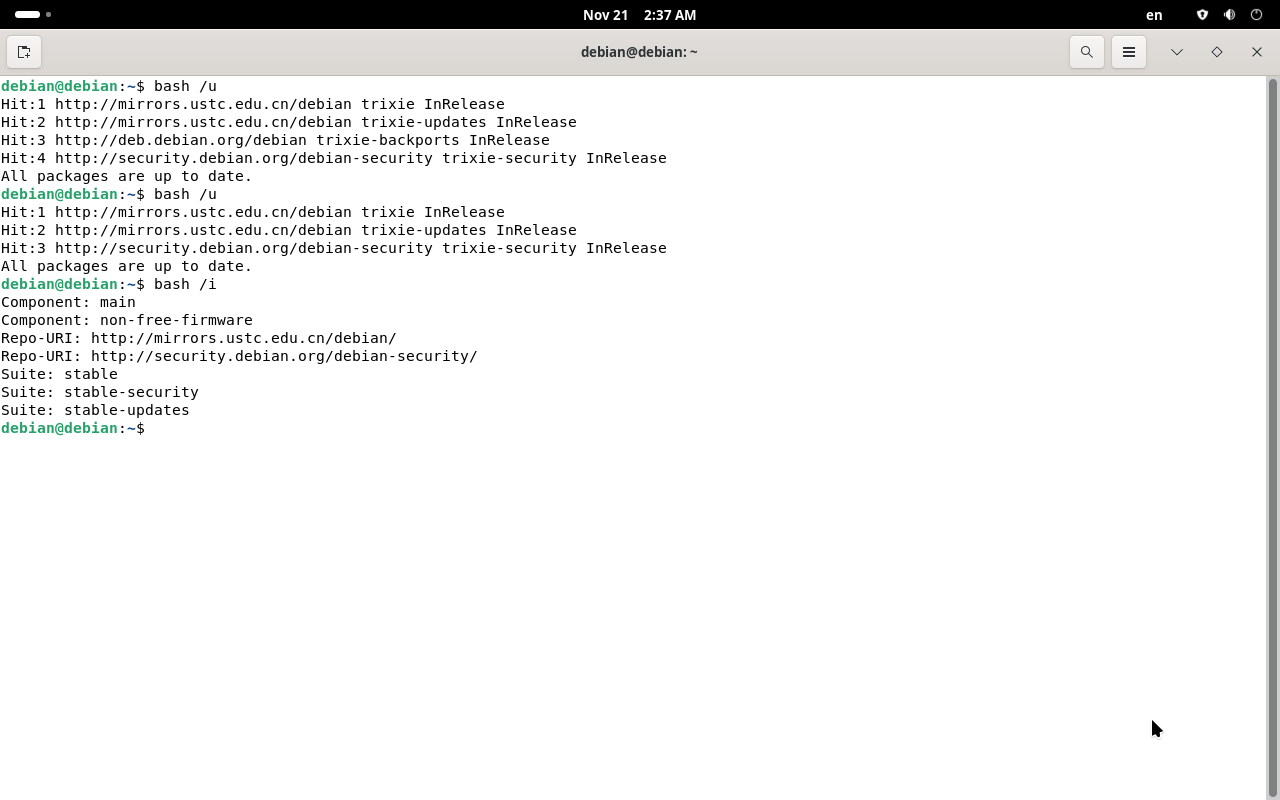 Nov 21 2:37 AM
en
debian@debian: ~
debian@debian:~$ bash /u
Hit:1 http://mirrors.ustc.edu.cn/debian trixie InRelease
Hit:2 http://mirrors.ustc.edu.cn/debian trixie-updates InRelease
Hit:3 http://deb.debian.org/debian trixie-backports InRelease
Hit:4 http://security.debian.org/debian-security trixie-security InRelease
All packages are up to date.
debian@debian:~$ bash /u
Hit:1 http://mirrors.ustc.edu.cn/debian trixie InRelease
Hit:2 http://mirrors.ustc.edu.cn/debian trixie-updates InRelease
Hit:3 http://security.debian.org/debian-security trixie-security InRelease
All packages are up to date.
debian@debian:~$ bash /i
Component: main
Component: non-free-firmware
Repo-URI: http://mirrors.ustc.edu.cn/debian/
Repo-URI: http://security.debian.org/debian-security/
Suite: stable
Suite: stable-security
Suite: stable-updates
debian@debian:~$